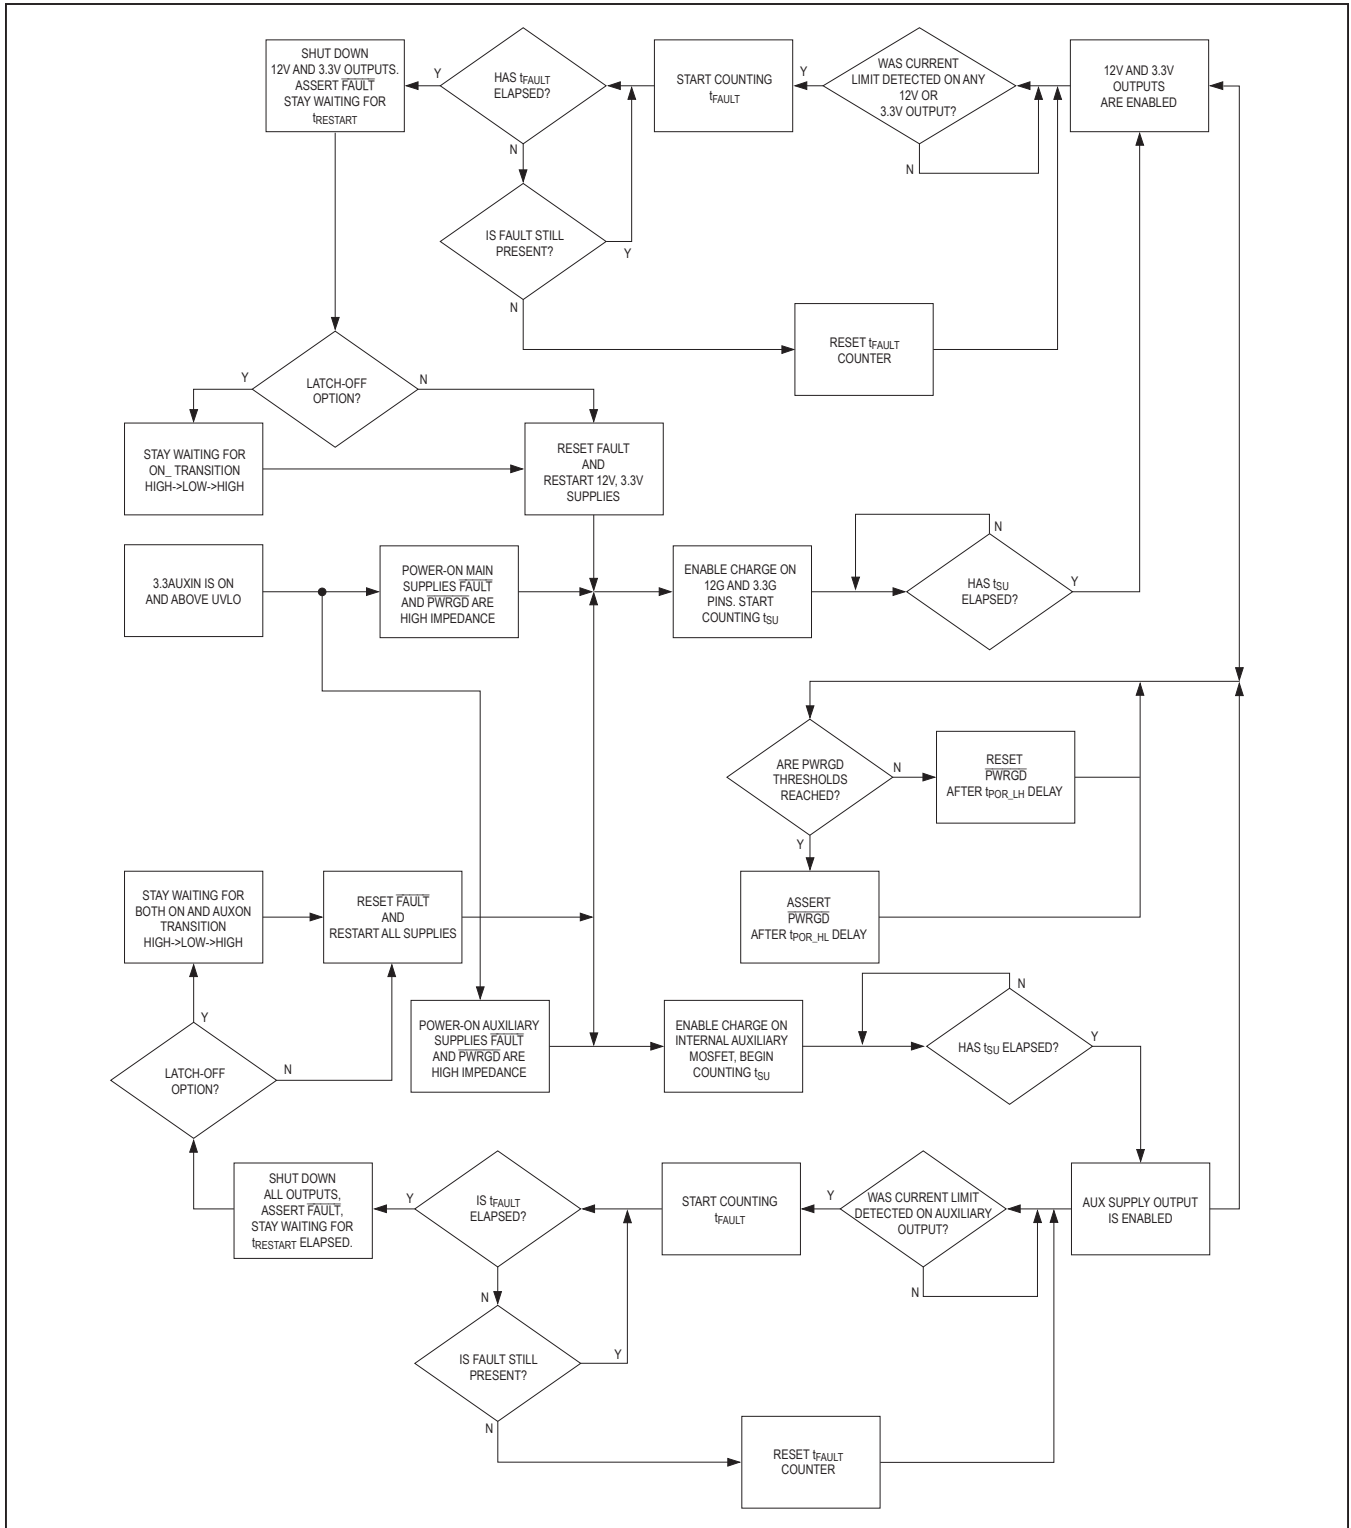 SHUT DOWN
12V AND 3.3V OUTPUTS.
ASSERT FAULT
STAY WAITING FOR
tRESTART
Y
HAS tFAULT
ELAPSED?
N
START COUNTING
tFAULT
Y
WAS CURRENT
LIMIT DETECTED ON ANY
12V OR
3.3V OUTPUT?
N
12V AND 3.3V
OUTPUTS
ARE ENABLED
IS FAULT STILL
PRESENT?
Y
N
RESET tFAULT
COUNTER
Y
LATCH-OFF
OPTION?
N
STAY WAITING FOR
ON_ TRANSITION
HIGH->LOW->HIGH
RESET FAULT
AND
RESTART 12V, 3.3V
SUPPLIES
3.3AUXIN IS ON
AND ABOVE UVLO
POWER-ON MAIN
SUPPLIES FAULT
AND PWRGD ARE
HIGH IMPEDANCE
ENABLE CHARGE ON
12G AND 3.3G
PINS. START
COUNTING tSU
N
HAS tSU
ELAPSED?
Y
ARE PWRGD
THRESHOLDS
REACHED?
N
Y
RESET
PWRGD
AFTER tPOR_LH DELAY
ASSERT
PWRGD
AFTER tPOR_HL DELAY
STAY WAITING FOR
BOTH ON AND AUXON
TRANSITION
HIGH->LOW->HIGH
RESET FAULT
AND
RESTART ALL SUPPLIES
Y
LATCH-OFF
OPTION?
N
POWER-ON AUXILIARY
SUPPLIES FAULT
AND PWRGD ARE
HIGH IMPEDANCE
ENABLE CHARGE ON
INTERNAL AUXILIARY
MOSFET, BEGIN
COUNTING tSU
N
HAS tSU ELAPSED?
Y
SHUT DOWN
ALL OUTPUTS,
ASSERT FAULT,
STAY WAITING FOR
tRESTART ELAPSED.
Y
IS tFAULT
ELAPSED?
N
START COUNTING
tFAULT
Y
WAS CURRENT LIMIT
DETECTED ON AUXILIARY
OUTPUT?
N
AUX SUPPLY OUTPUT
IS ENABLED
IS FAULT STILL
PRESENT?
Y
N
RESET tFAULT
COUNTER